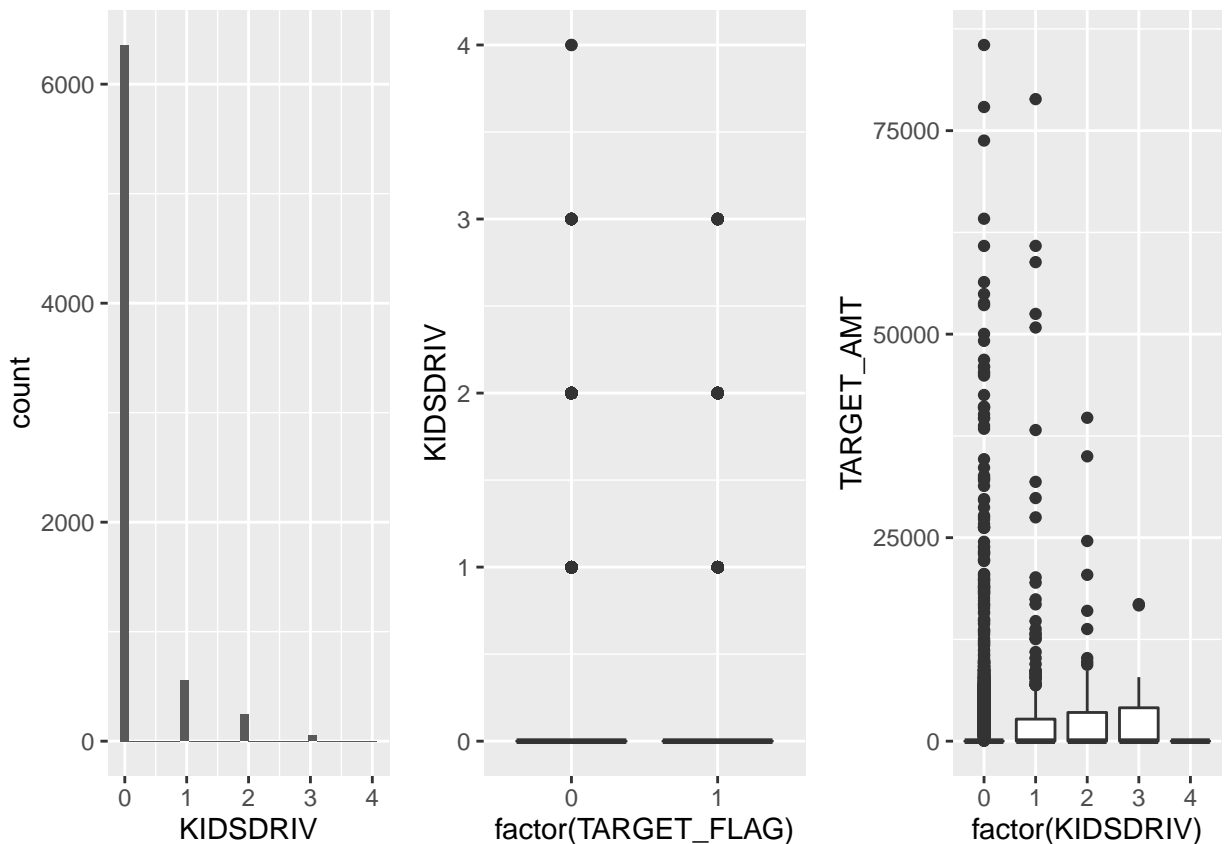 6000
4000
2000
0
count
0 1 2 3 4
KIDSDRIV
4
3
2
1
0
KIDSDRIV
0 1
factor(TARGET_FLAG)
75000
50000
25000
0
TARGET_AMT
0 1 2 3 4
factor(KIDSDRIV)